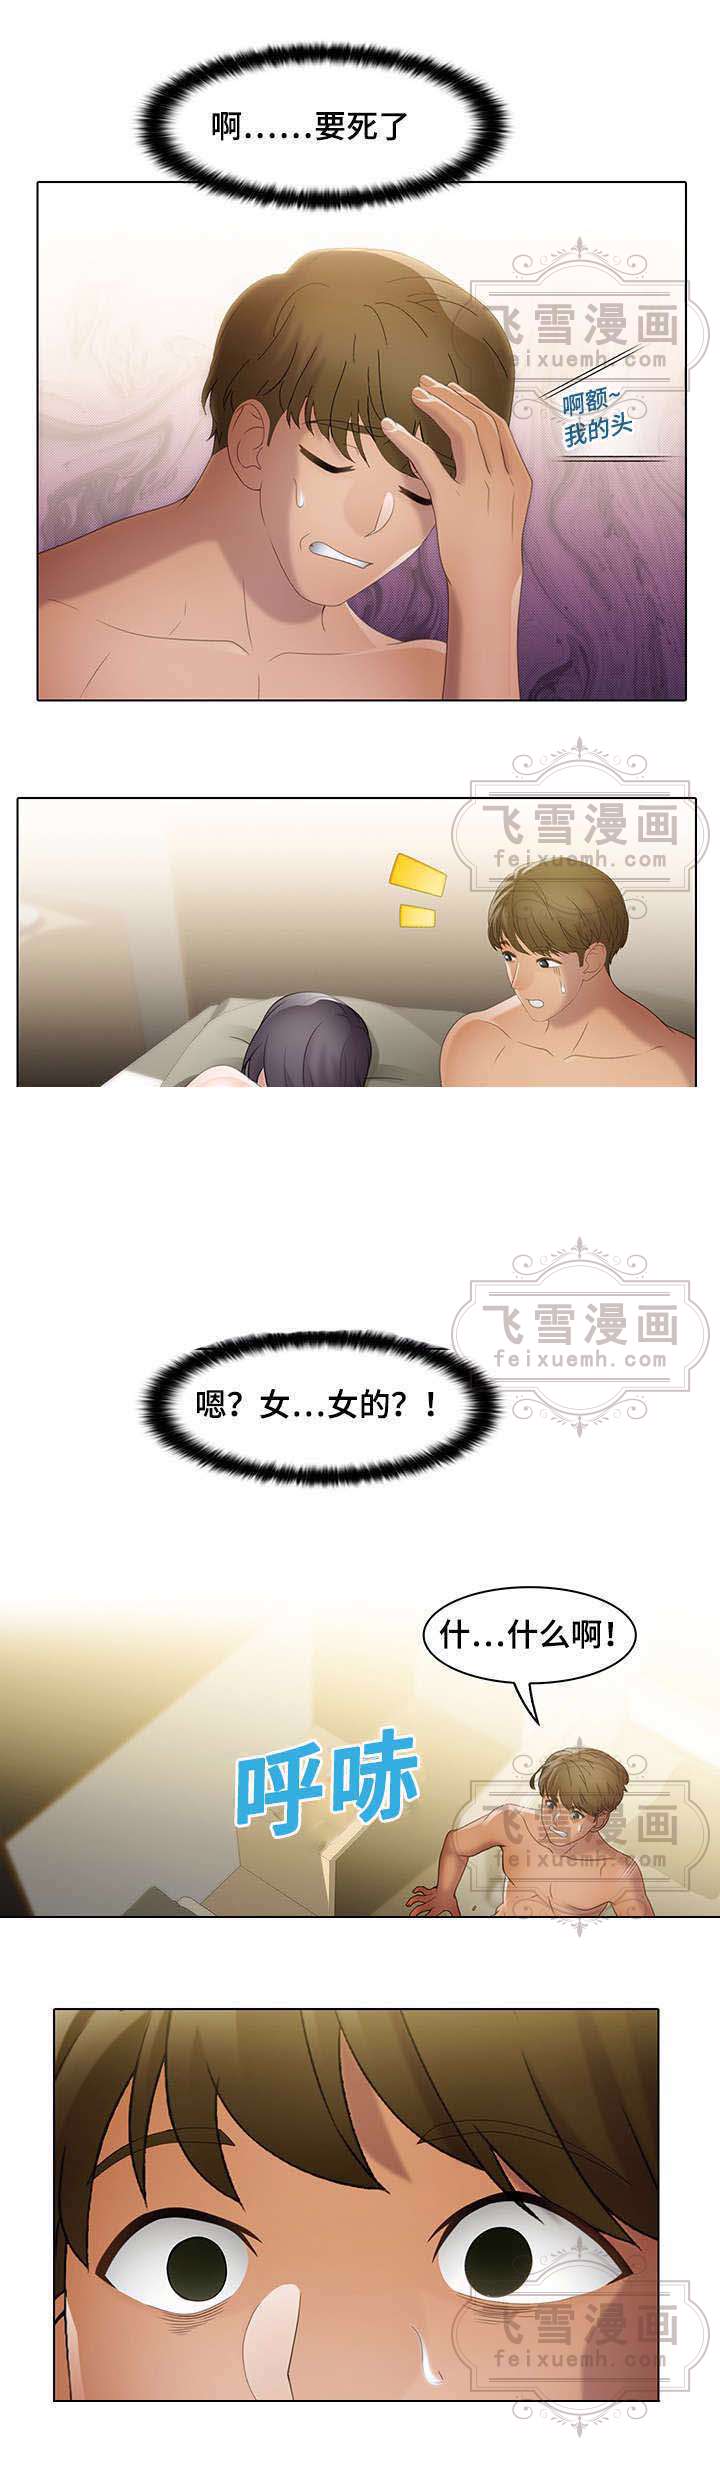 啊......要死了
飞雪漫画
feixuemh.com
啊额~
我的头
飞雪漫画
feixuemh.com
飞雪漫画
feixuemh.com
嗯？女...女的？！
什...什么啊！
呼哧
飞雪漫画
feixuemh.com
飞雪漫画
feixuemh.com